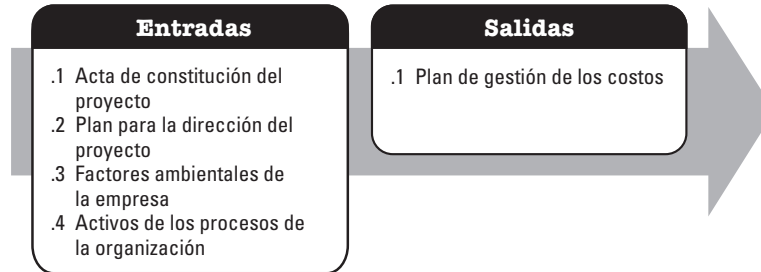 Entradas
.1 Acta de constitución del
proyecto
.2 Plan para la dirección del
proyecto
.3 Factores ambientales de
la empresa
.4 Activos de los procesos de
la organización
Salidas
.1 Plan de gestión de los costos